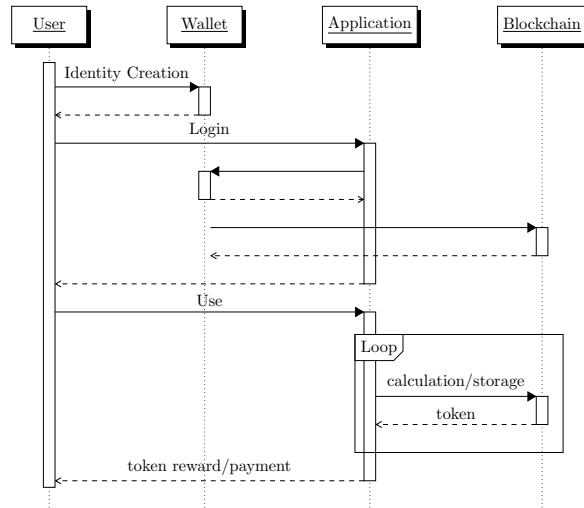 User
Wallet
Application
Blockchain
Identity Creation
Login
Use
Loop
calculation/storage
token
token reward/payment